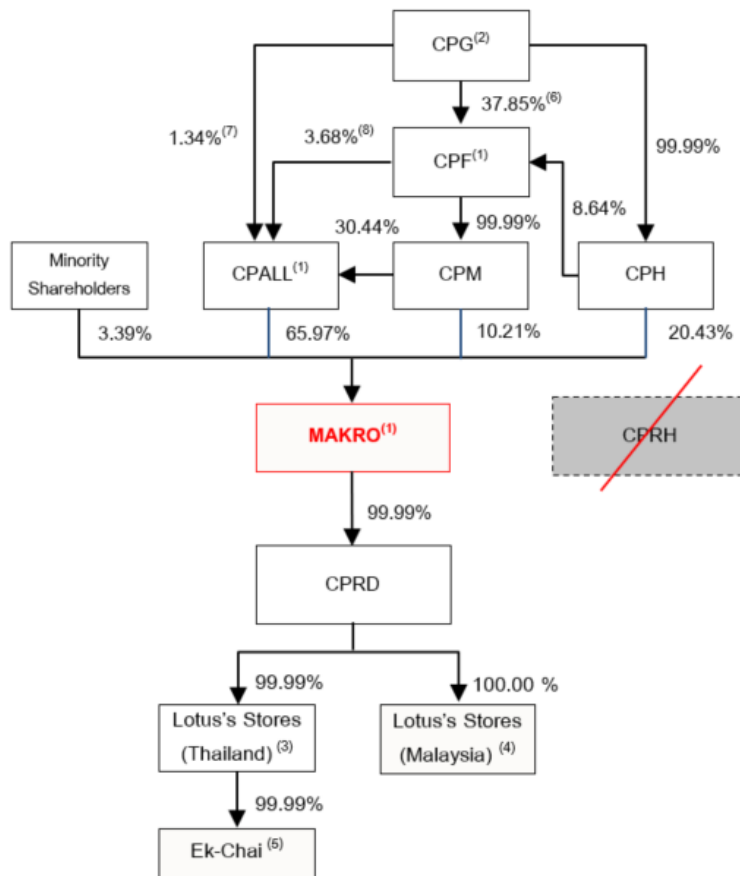 CPG(2)
37.85%(6)
1.34%(7)
3.68%(8)
CPF(1)
99.99%
8.64%
30.44%
99.99%
Minority
Shareholders
CPALL(1)
CPM
CPH
3.39%
65.97%
10.21%
20.43%
MAKRO(1)
CPRH
99.99%
CPRD
99.99%
100.00 %
Lotus's Stores
(Thailand) (3)
Lotus's Stores
(Malaysia) (4)
99.99%
Ek-Chai (5)